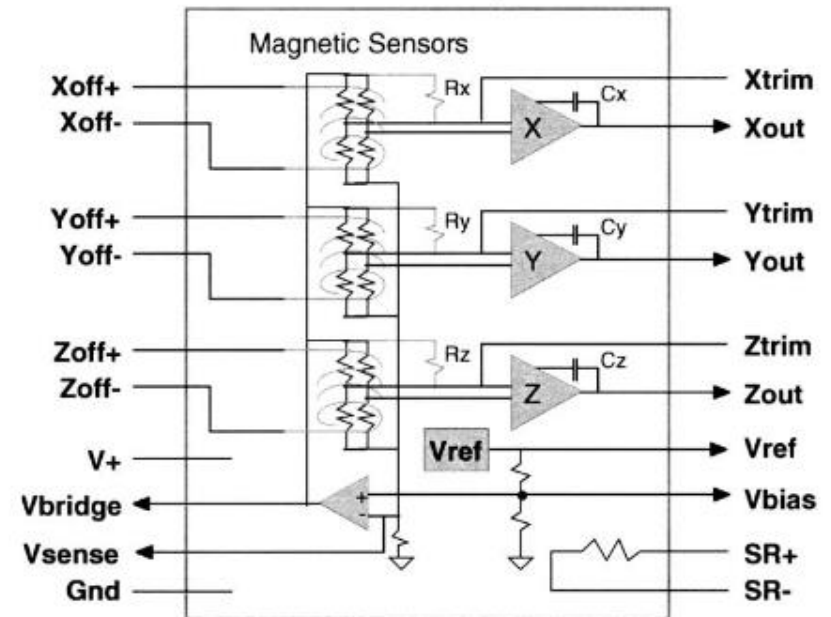 Magnetic Sensors
Xoff+
Xoff-
Rx
X
Cx
Xtrim
Xout
Yoff+
Yoff-
Ry
Y
Cy
Ytrim
Yout
Zoff+
Zoff-
Rz
Z
Cz
Ztrim
Zout
V+
Vref
Vref
Vbridge
+
-
Vbias
Vsense
Gnd
SR+
SR-